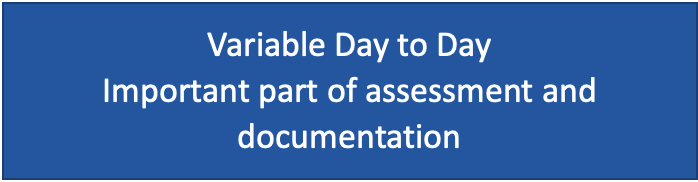 Variable Day to Day
Important part of assessment and
documentation